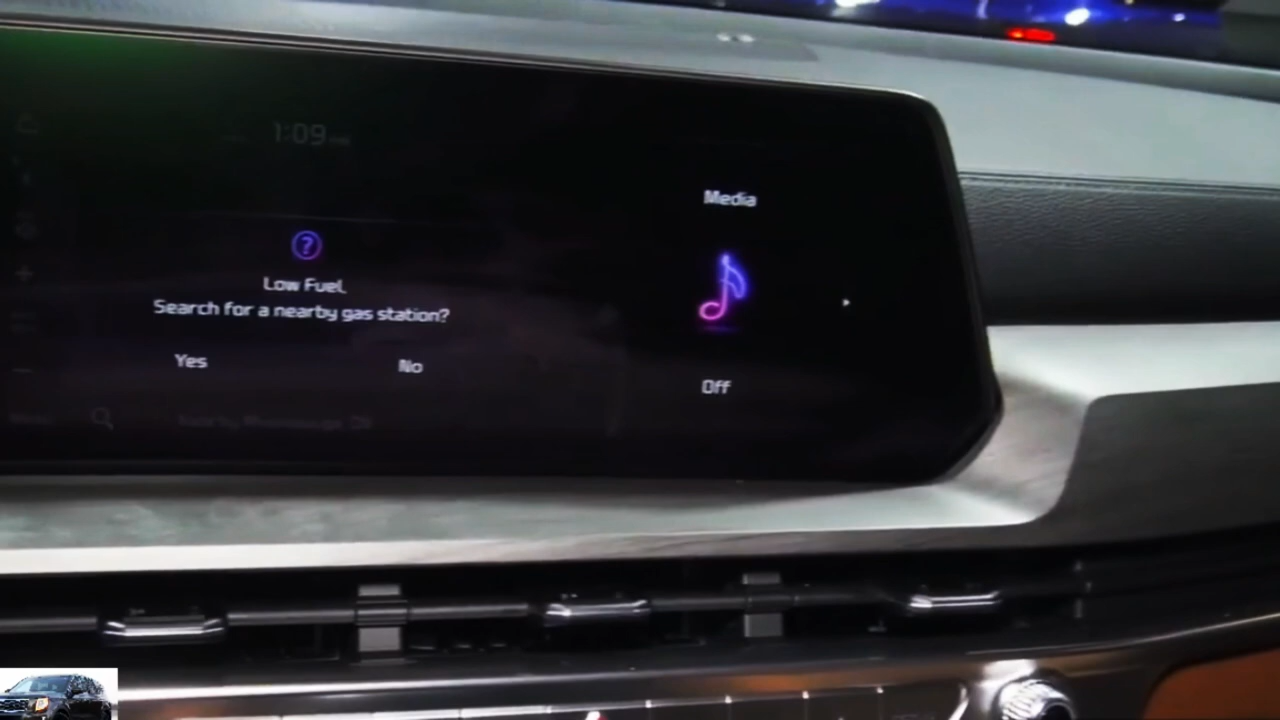 1:09
Media
Low Fuel.
Search for a nearby gas station?
Yes
No
Off